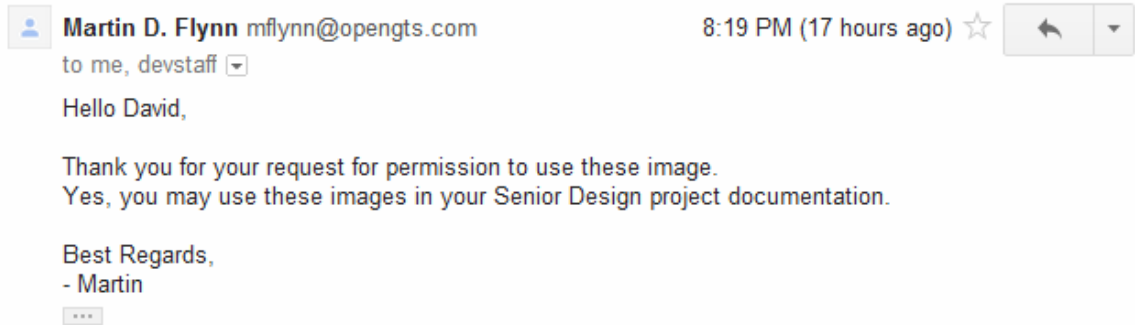 Martin D. Flynn mflynn@opengts.com 8:19 PM (17 hours ago)
to me, devstaff
Hello David,
Thank you for your request for permission to use these image.
Yes, you may use these images in your Senior Design project documentation.
Best Regards,
- Martin